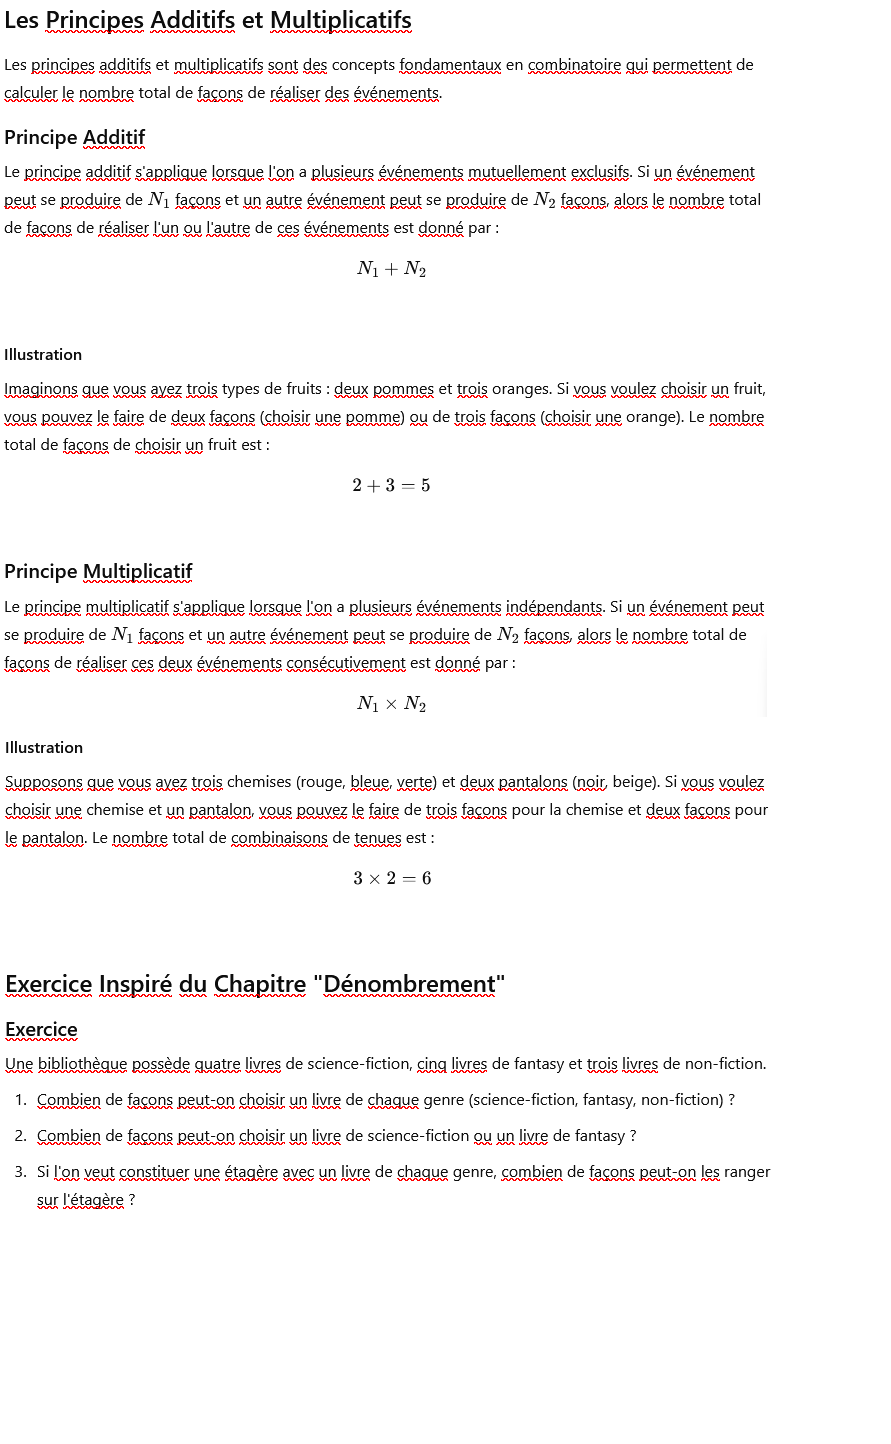 Les Principes Additifs et Multiplicatifs
Les principes additifs et multiplicatifs sont des concepts fondamentaux en combinatoire qui permettent de
calculer le nombre total de façons de réaliser des événements.
Principe Additif
Le principe additif s'applique lorsque l'on a plusieurs événements mutuellement exclusifs. Si un événement
peut se produire de N₁ façons et un autre événement peut se produire de N₂ façons, alors le nombre total
de façons de réaliser l'un ou l'autre de ces événements est donné par :
N₁ + N₂
Illustration
Imaginons que vous ayez trois types de fruits : deux pommes et trois oranges. Si vous voulez choisir un fruit,
vous pouvez le faire de deux façons (choisir une pomme) ou de trois façons (choisir une orange). Le nombre
total de façons de choisir un fruit est :
2 + 3 = 5
Principe Multiplicatif
Le principe multiplicatif s'applique lorsque l'on a plusieurs événements indépendants. Si un événement peut
se produire de N₁ façons et un autre événement peut se produire de N₂ façons, alors le nombre total de
façons de réaliser ces deux événements consécutivement est donné par :
N₁ × N₂
Illustration
Supposons que vous ayez trois chemises (rouge, bleue, verte) et deux pantalons (noir, beige). Si vous voulez
choisir une chemise et un pantalon, vous pouvez le faire de trois façons pour la chemise et deux façons pour
le pantalon. Le nombre total de combinaisons de tenues est :
3 × 2 = 6
Exercice Inspiré du Chapitre "Dénombrement"
Exercice
Une bibliothèque possède quatre livres de science-fiction, cinq livres de fantasy et trois livres de non-fiction.
1. Combien de façons peut-on choisir un livre de chaque genre (science-fiction, fantasy, non-fiction) ?
2. Combien de façons peut-on choisir un livre de science-fiction ou un livre de fantasy ?
3. Si l'on veut constituer une étagère avec un livre de chaque genre, combien de façons peut-on les ranger
sur l'étagère ?